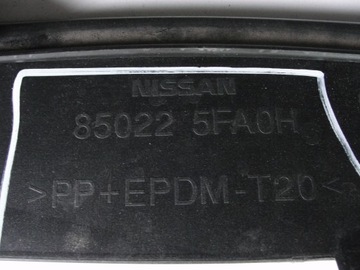 NISSAN
85022 5FA0H
>PP+EPDM-T20<